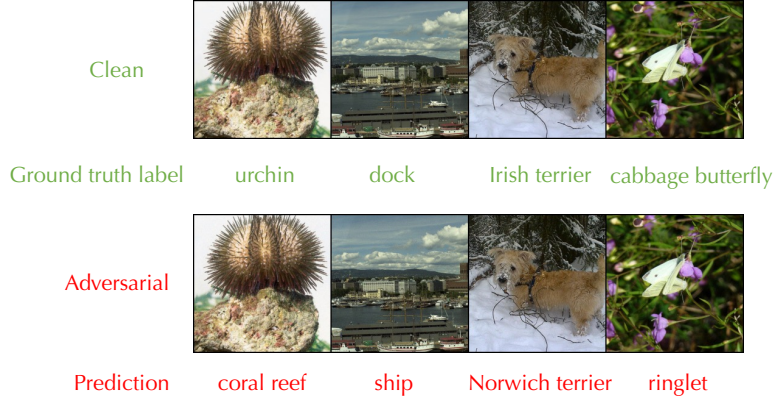 Clean
Ground truth label urchin dock Irish terrier cabbage butterfly
Adversarial
Prediction coral reef ship Norwich terrier ringlet